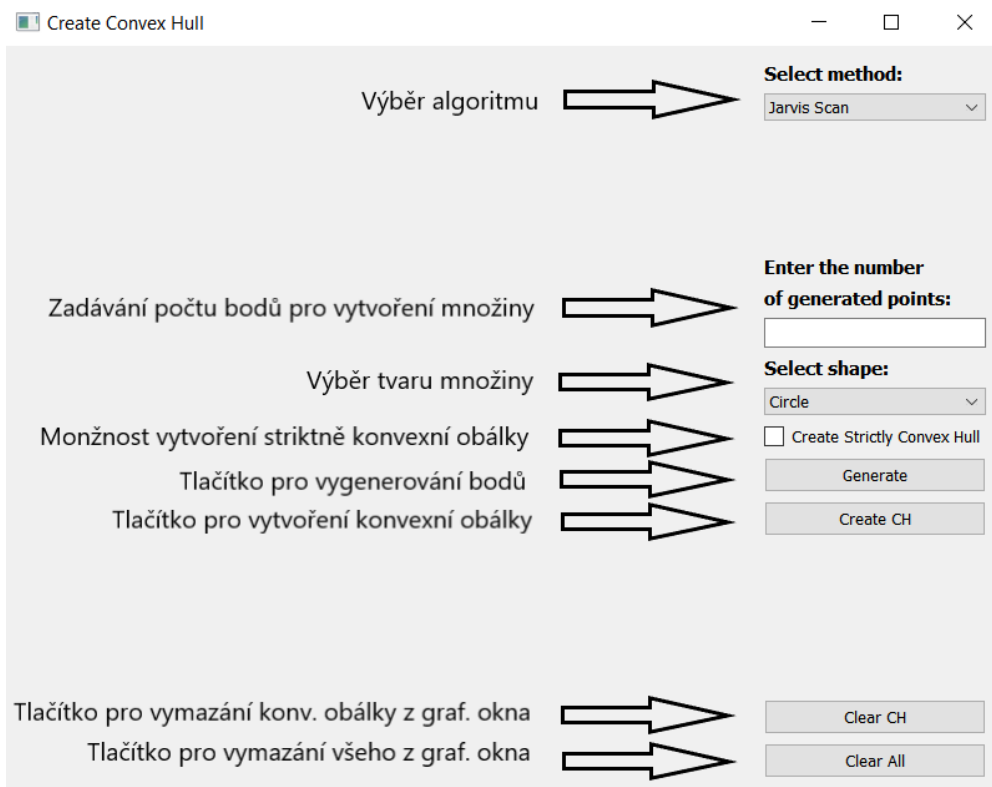 Create Convex Hull
Select method:
Výběr algoritmu
Jarvis Scan
Enter the number
of generated points:
Zadávání počtu bodů pro vytvoření množiny
Select shape:
Výběr tvaru množiny
Circle
Monžnost vytvoření striktně konvexní obálky
Create Strictly Convex Hull
Tlačítko pro vygenerování bodů
Generate
Tlačítko pro vytvoření konvexní obálky
Create CH
Tlačítko pro vymazání konv. obálky z graf. okna
Clear CH
Tlačítko pro vymazání všeho z graf. okna
Clear All